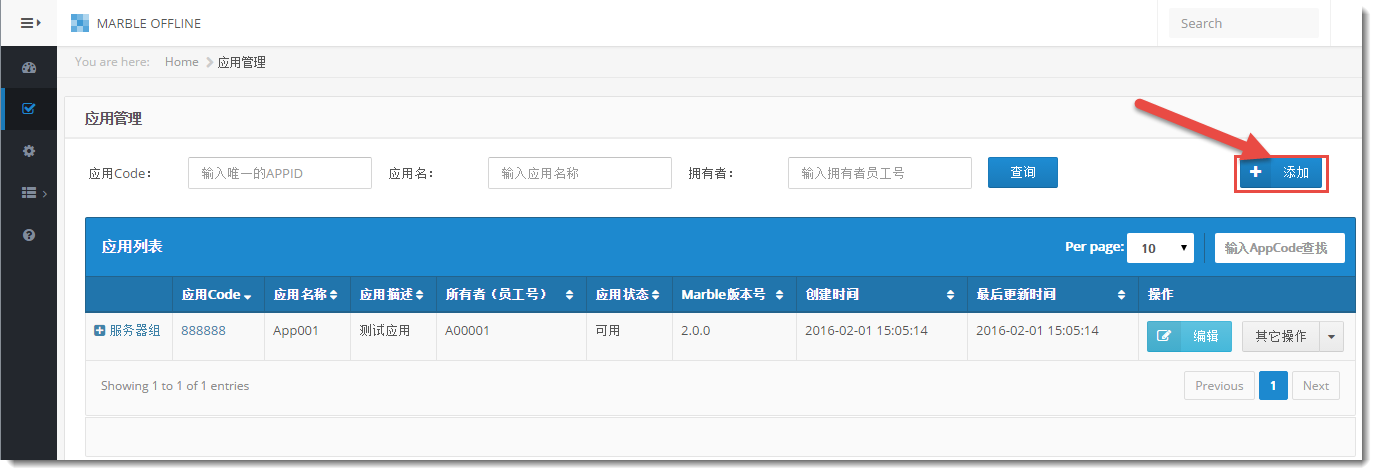 MARBLE OFFLINE Search
You are here: Home 应用管理
应用管理
应用Code: 输入唯一的APPID 应用名: 输入应用名称 拥有者: 输入拥有者员工号 查询 添加
应用列表 Per page: 10 输入AppCode查找
应用Code 应用名称 应用描述 所有者（员工号） 应用状态 Marble版本号 创建时间 最后更新时间 操作
服务器组 888888 App001 测试应用 A00001 可用 2.0.0 2016-02-01 15:05:14 2016-02-01 15:05:14 编辑 其它操作
Showing 1 to 1 of 1 entries Previous 1 Next